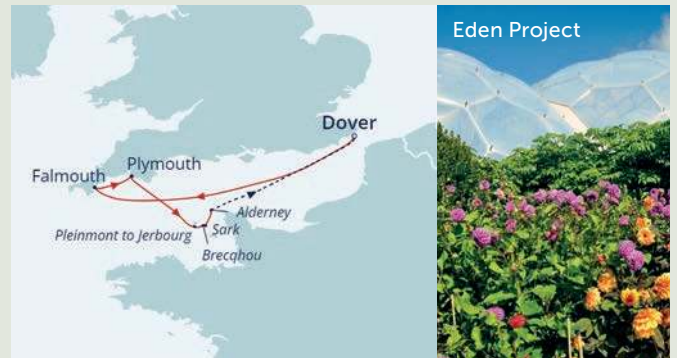 Eden Project
Dover
Plymouth
Falmouth
Alderney
Sark
Pleinmont to Jerbourg
Brecqhou